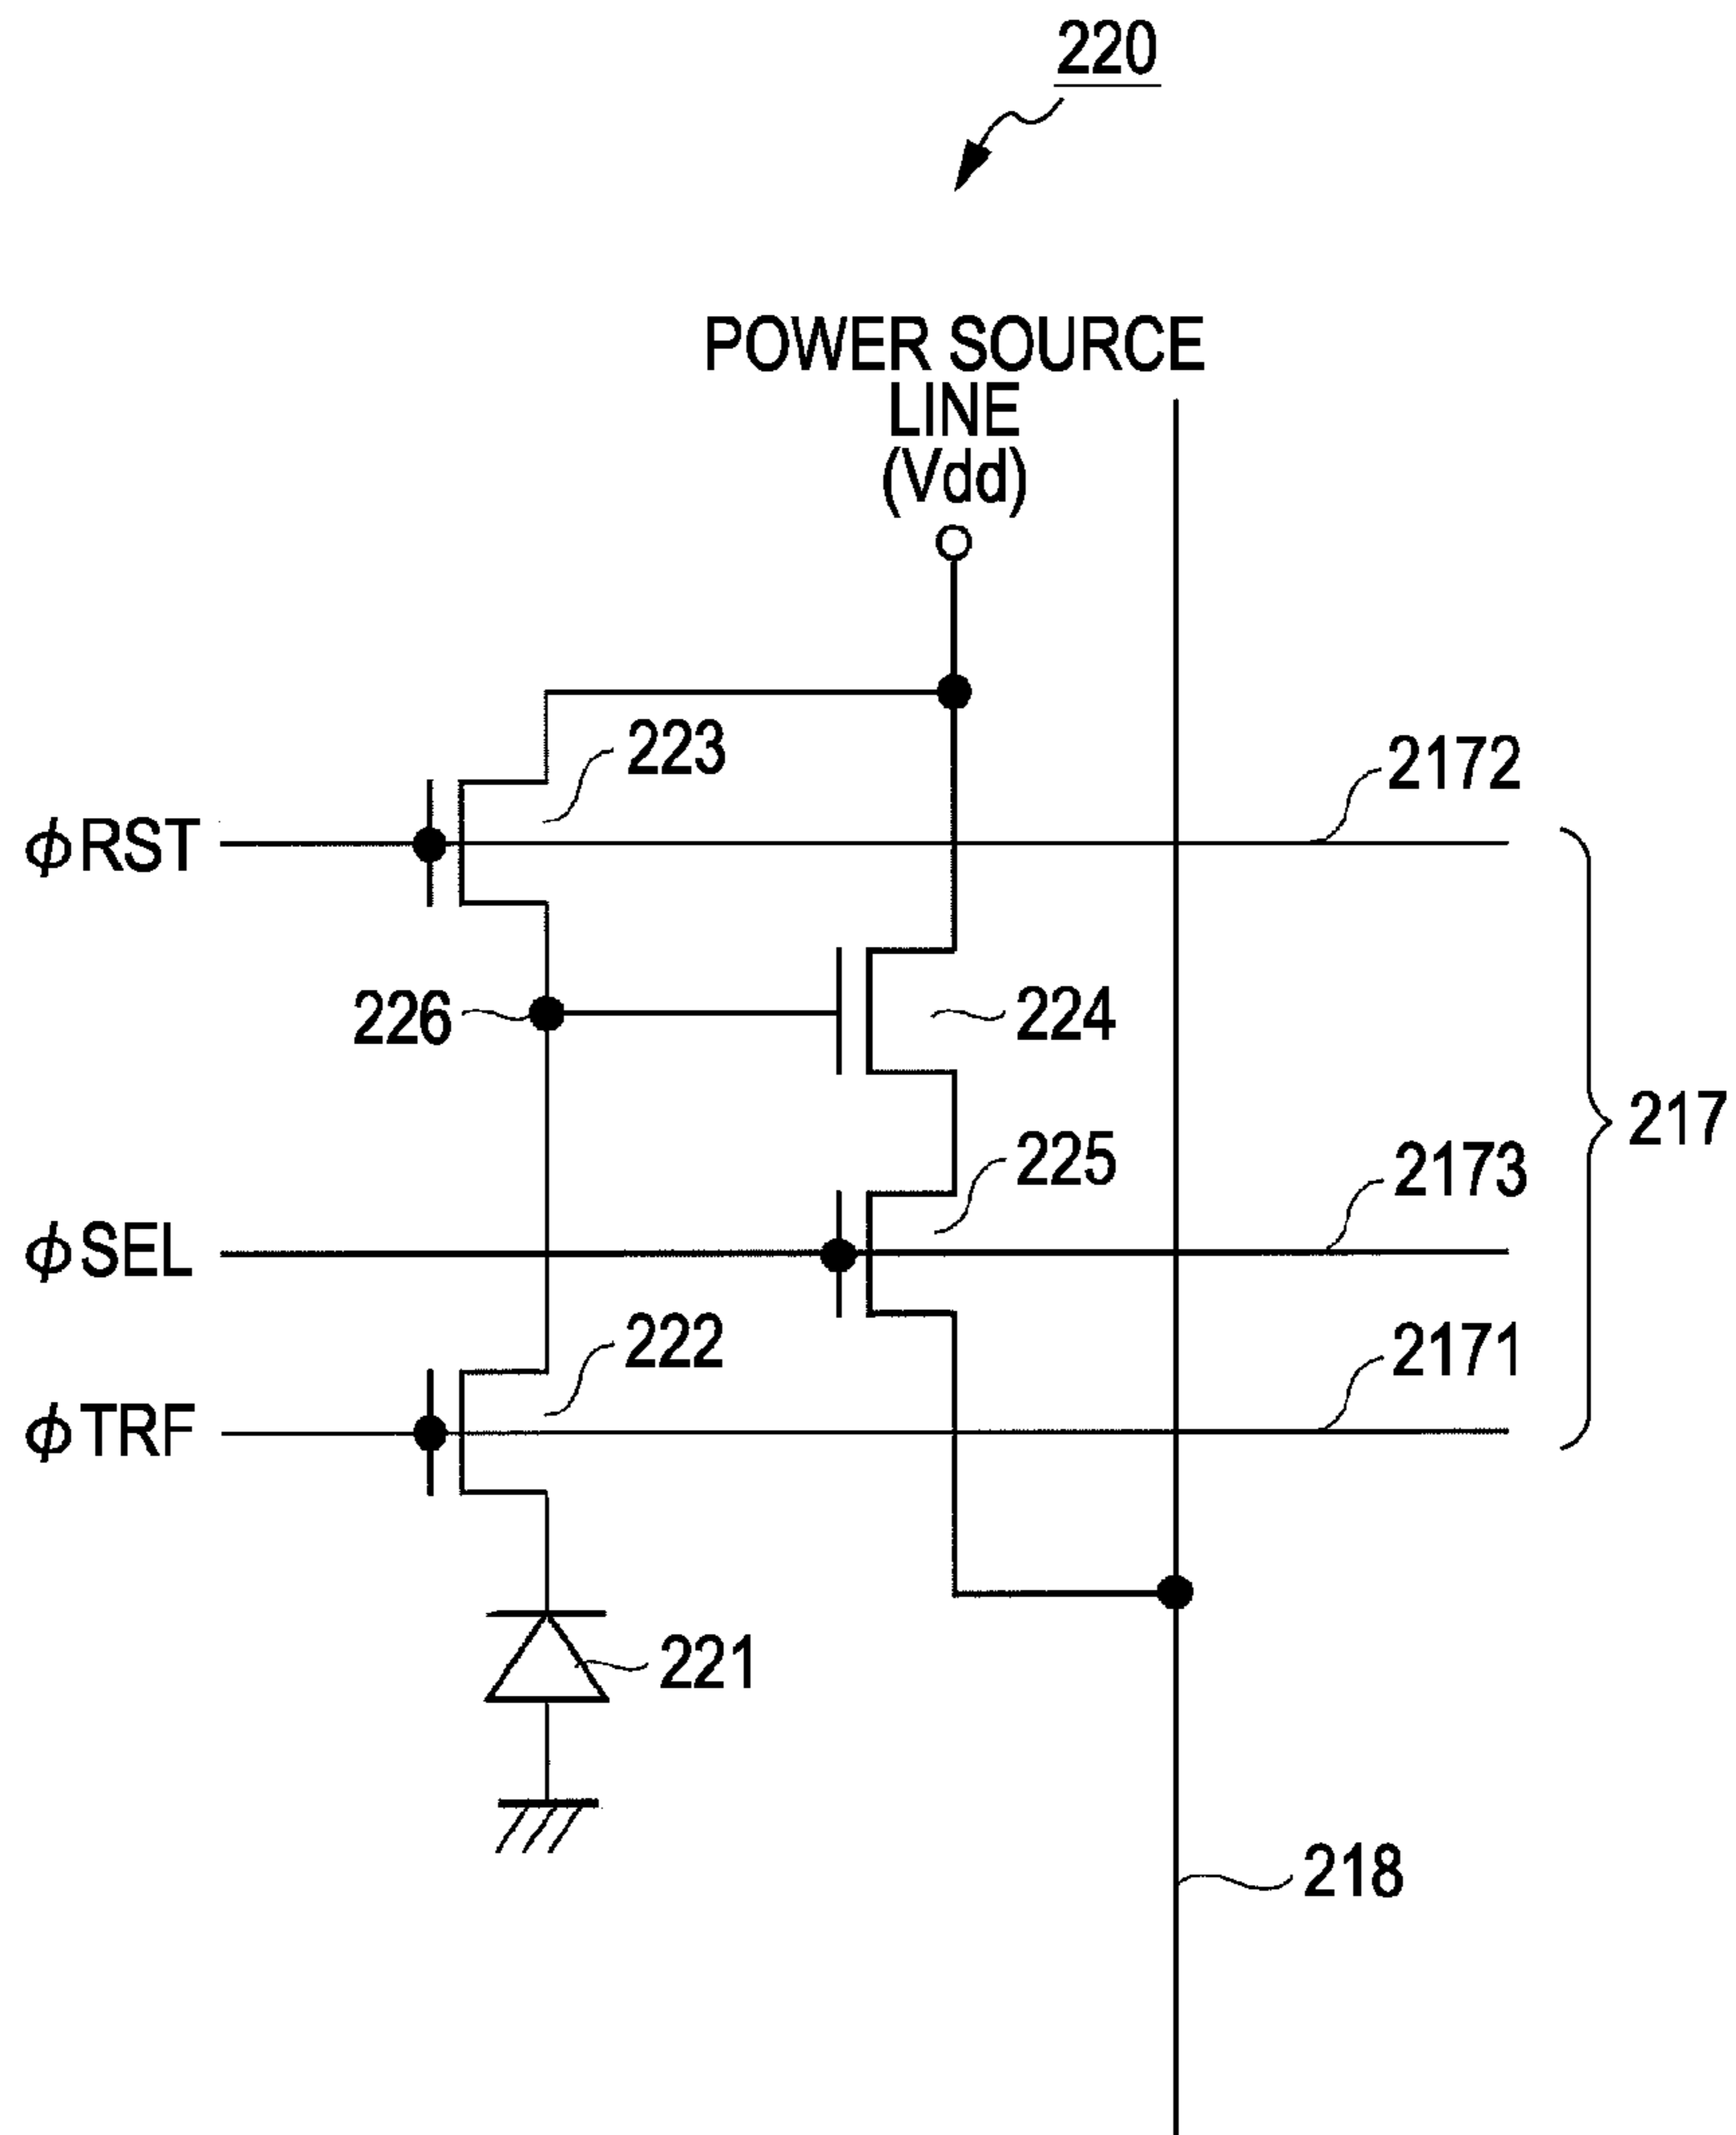 220
POWER SOURCE
LINE
(Vdd)
223
2172
ϕRST
226
224
217
225
2173
ϕSEL
222
2171
ϕTRF
221
218